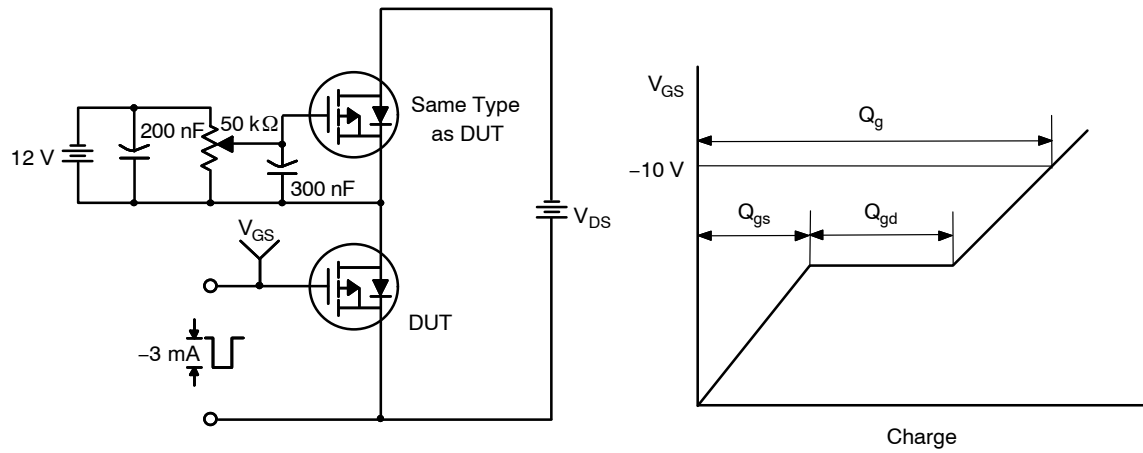 Same Type
as DUT
12 V
200 nF
50 kΩ
300 nF
V_GS
DUT
−3 mA
V_DS
V_GS
−10 V
Q_g
Q_gs
Q_gd
Charge